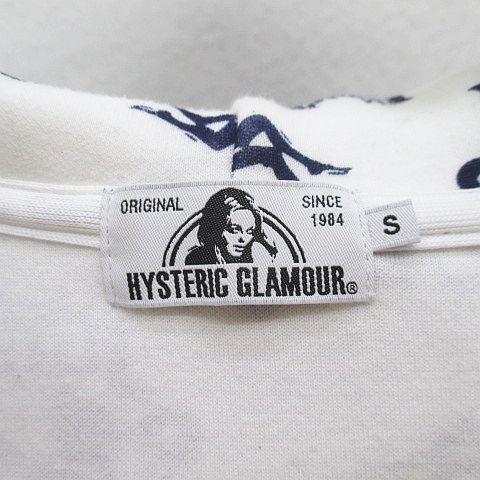 ORIGINAL
SINCE
1984
S
HYSTERIC GLAMOUR®